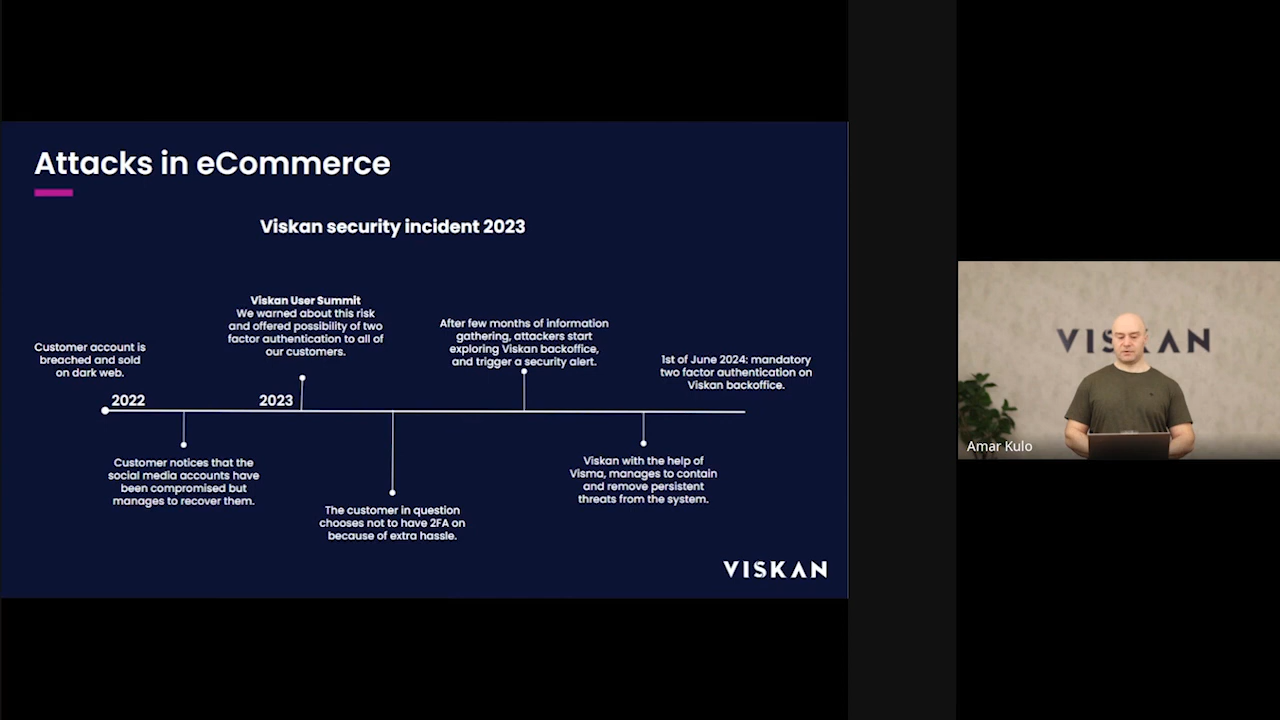 Attacks in eCommerce
Viskan security incident 2023
Customer account is
breached and sold
on dark web.
2022
Customer notices that the
social media accounts have
been compromised but
manages to recover them.
Viskan User Summit
We warned about this risk
and offered possibility of two
factor authentication to all of
our customers.
2023
The customer in question
chooses not to have 2FA on
because of extra hassle.
After few months of information
gathering, attackers start
exploring Viskan backoffice,
and trigger a security alert.
Viskan with the help of
Visma, manages to contain
and remove persistent
threats from the system.
1st of June 2024: mandatory
two factor authentication on
Viskan backoffice.
VISKAN
VISKAN
Amar Kulo